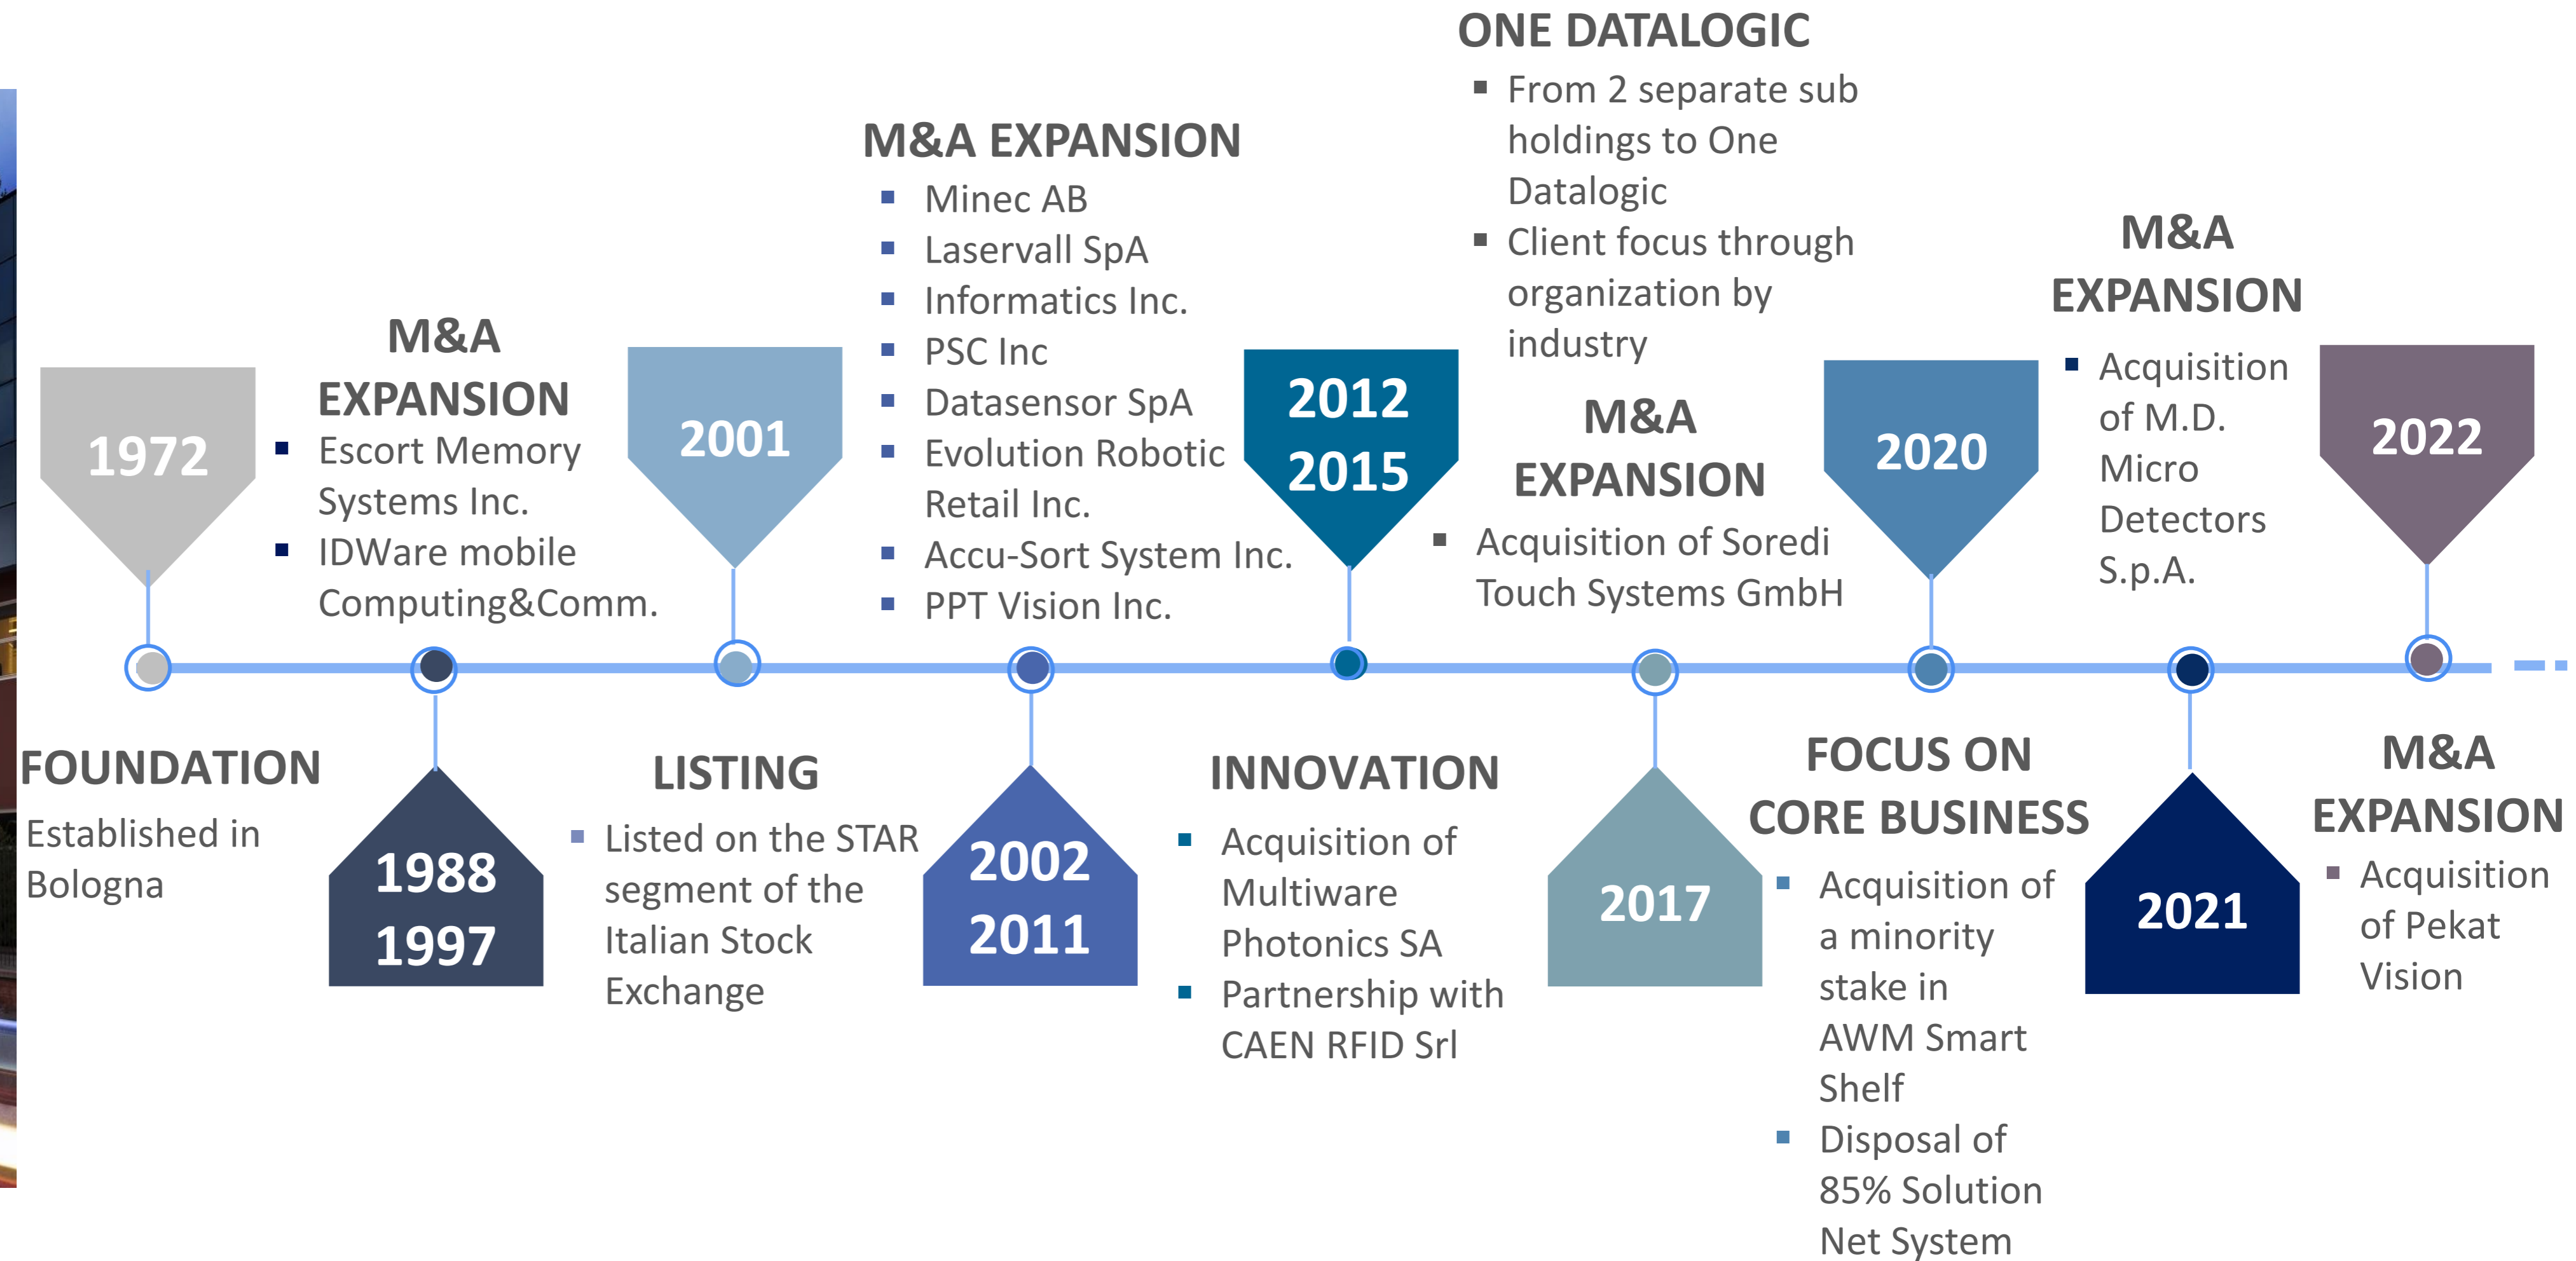 1972
FOUNDATION
Established in
Bologna
M&A
EXPANSION
Escort Memory
Systems Inc.
IDWare mobile
Computing&Comm.
1988
1997
2001
LISTING
Listed on the STAR
segment of the
Italian Stock
Exchange
M&A EXPANSION
Minec AB
Laservall SpA
Informatics Inc.
PSC Inc
Datasensor SpA
Evolution Robotic
Retail Inc.
Accu-Sort System Inc.
PPT Vision Inc.
2002
2011
2012
2015
INNOVATION
Acquisition of
Multiware
Photonics SA
Partnership with
CAEN RFID Srl
ONE DATALOGIC
From 2 separate sub
holdings to One
Datalogic
Client focus through
organization by
industry
M&A
EXPANSION
Acquisition of Soredi
Touch Systems GmbH
2017
2020
FOCUS ON
CORE BUSINESS
Acquisition of
a minority
stake in
AWM Smart
Shelf
Disposal of
85% Solution
Net System
M&A
EXPANSION
Acquisition
of M.D.
Micro
Detectors
S.p.A.
2021
2022
M&A
EXPANSION
Acquisition
of Pekat
Vision